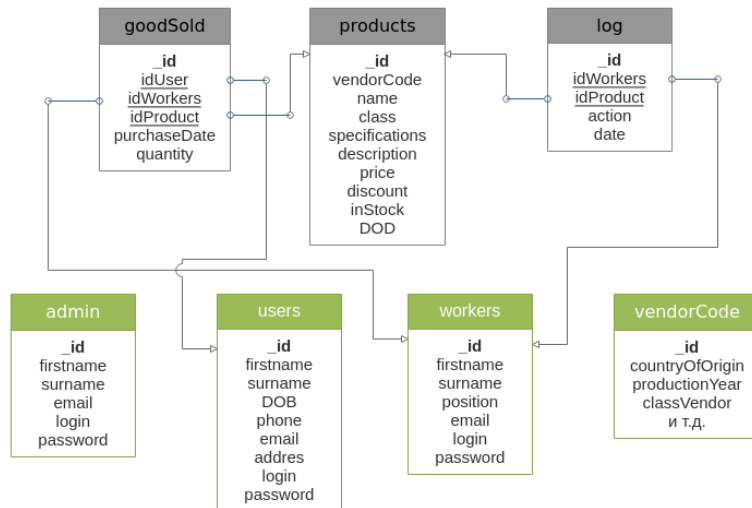 goodSold
_id
idUser
idWorkers
idProduct
purchaseDate
quantity
products
_id
vendorCode
name
class
specifications
description
price
discount
inStock
DOD
log
_id
idWorkers
idProduct
action
date
admin
_id
firstname
surname
email
login
password
users
_id
firstname
surname
DOB
phone
email
addres
login
password
workers
_id
firstname
surname
position
email
login
password
vendorCode
_id
countryOfOrigin
productionYear
classVendor
и т.д.